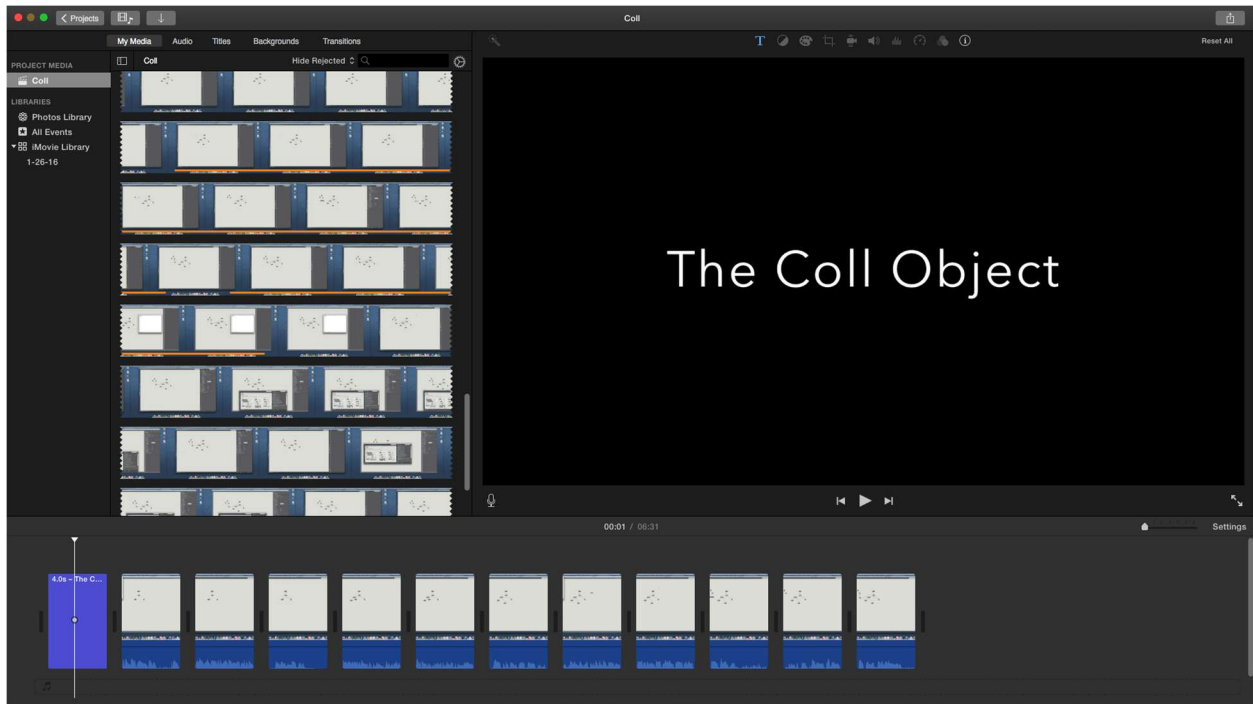 Projects
Coll
My Media Audio Titles Backgrounds Transitions
Reset All
PROJECT MEDIA
Coll
LIBRARIES
Photos Library
All Events
iMovie Library
1-26-16
Coll Hide Rejected
The Coll Object
00:01 / 06:31
Settings
4.0s – The C...